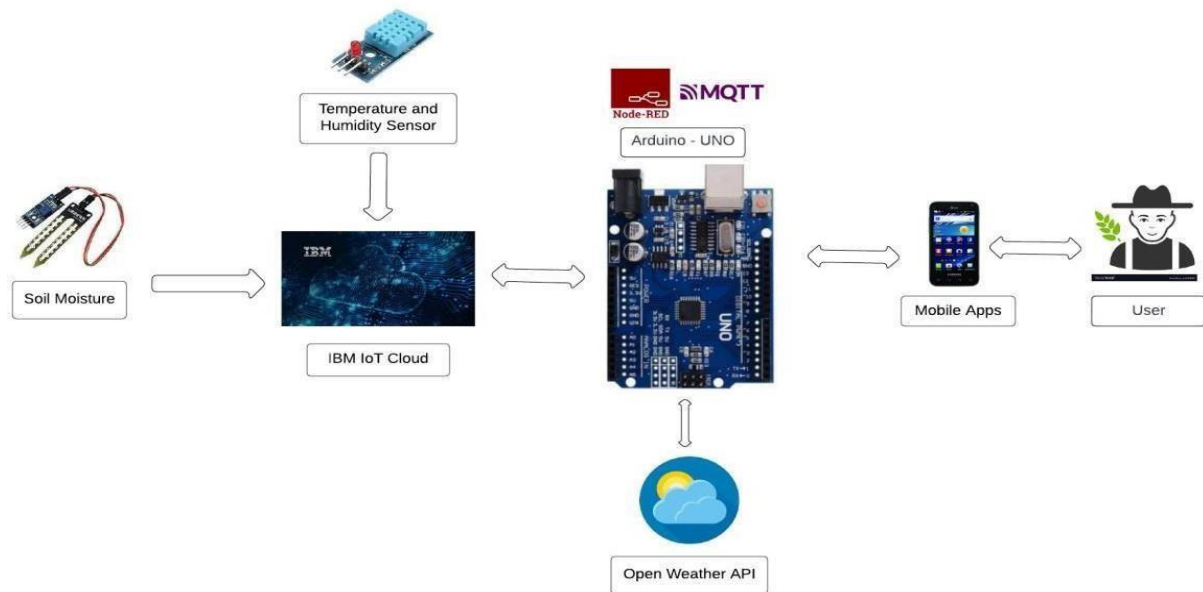 Temperature and
Humidity Sensor
Node-RED
MQTT
Arduino - UNO
Soil Moisture
IBM
IBM IoT Cloud
UNO
Mobile Apps
User
Open Weather API